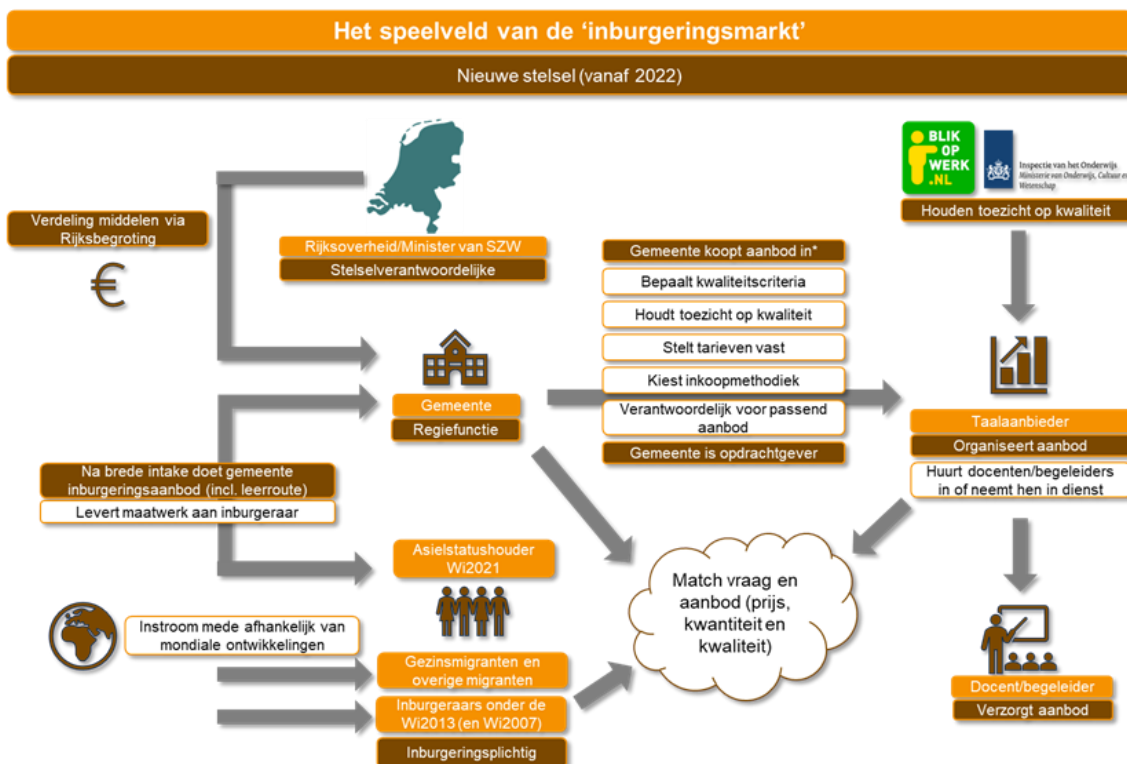 Het speelveld van de ‘inburgeringsmarkt’
Nieuwe stelsel (vanaf 2022)
BLIK
OP
WERK
.NL
Inspectie van het Onderwijs
Ministerie van Onderwijs, Cultuur en
Wetenschap
Houden toezicht op kwaliteit
Verdeling middelen via
Rijksbegroting
€
Rijksoverheid/Minister van SZW
Stelselverantwoordelijke
Gemeente koopt aanbod in*
Bepaalt kwaliteitscriteria
Houdt toezicht op kwaliteit
Stelt tarieven vast
Kiest inkoopmethodiek
Verantwoordelijk voor passend
aanbod
Gemeente is opdrachtgever
Gemeente
Regiefunctie
Taalaanbieder
Organiseert aanbod
Huurt docenten/begeleiders
in of neemt hen in dienst
Na brede intake doet gemeente
inburgeringsaanbod (incl. leerroute)
Levert maatwerk aan inburgeraar
Asielstatushouder
Wi2021
Match vraag en
aanbod (prijs,
kwantiteit en
kwaliteit)
Instroom mede afhankelijk van
mondiale ontwikkelingen
Gezinsmigranten en
overige migranten
Inburgeraars onder de
Wi2013 (en Wi2007)
Inburgeringsplichtig
Docent/begeleider
Verzorgt aanbod